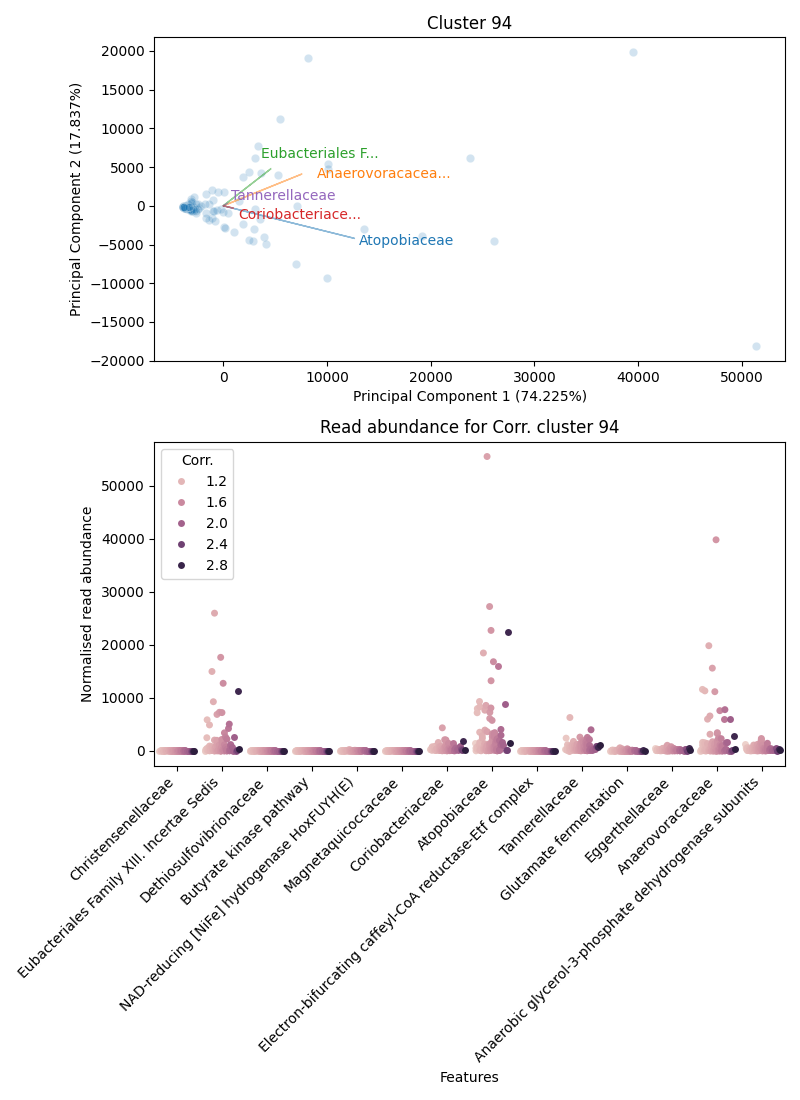 Cluster 94
Principal Component 2 (17.837%)
20000
15000
10000
5000
0
−5000
−10000
−15000
−20000
Eubacteriales F...
Anaerovoracacea...
Tannerellaceae
Coriobacteriace...
Atopobiaceae
0 10000 20000 30000 40000 50000
Principal Component 1 (74.225%)
Read abundance for Corr. cluster 94
Normalised read abundance
50000
40000
30000
20000
10000
0
Corr.
1.2
1.6
2.0
2.4
2.8
Christensenellaceae
Eubacteriales Family XIII. Incertae Sedis
Dethiosulfovibrionaceae
Butyrate kinase pathway
NAD-reducing [NiFe] hydrogenase HoxFUYH(E)
Magnetaquicoccaceae
Coriobacteriaceae
Atopobiaceae
Electron-bifurcating caffeyl-CoA reductase-Etf complex
Tannerellaceae
Glutamate fermentation
Eggerthellaceae
Anaerovoracaceae
Anaerobic glycerol-3-phosphate dehydrogenase subunits
Features